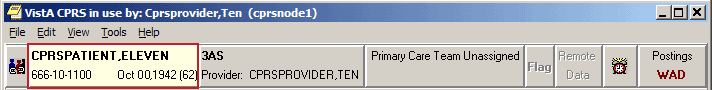 VistA CPRS in use by: Cprsprovider,Ten (cprsnode1)
File Edit View Tools Help
CPRSPATIENT,ELEVEN 3AS Primary Care Team Unassigned Flag Remote Data Postings
666-10-1100 Oct 00,1942 (62) Provider: CPRSPROVIDER,TEN WAD